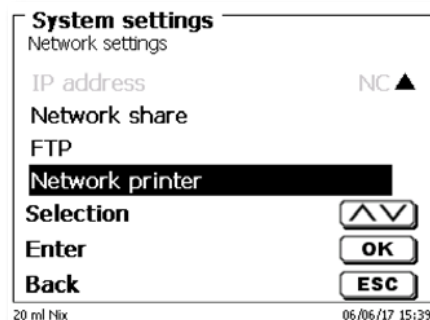 System settings
Network settings
IP address NC
Network share
FTP
Network printer
Selection
Enter OK
Back ESC
20 ml Nix 06/06/17 15:39